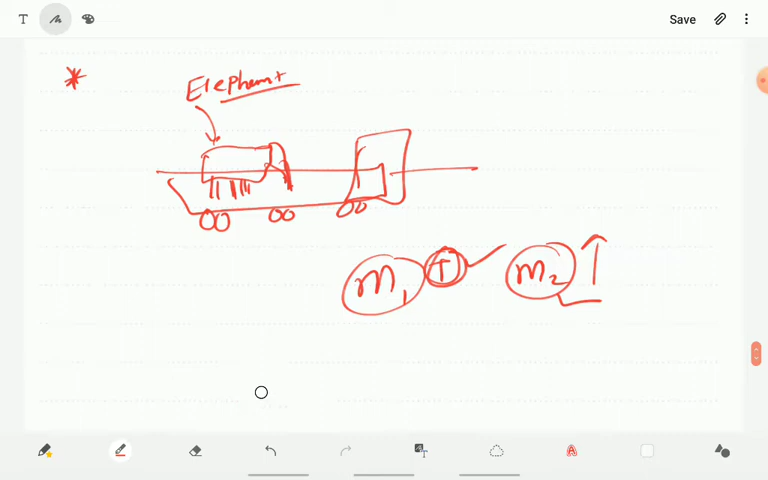 T
Save
*
Elephant
m₁ + m₂ ↑